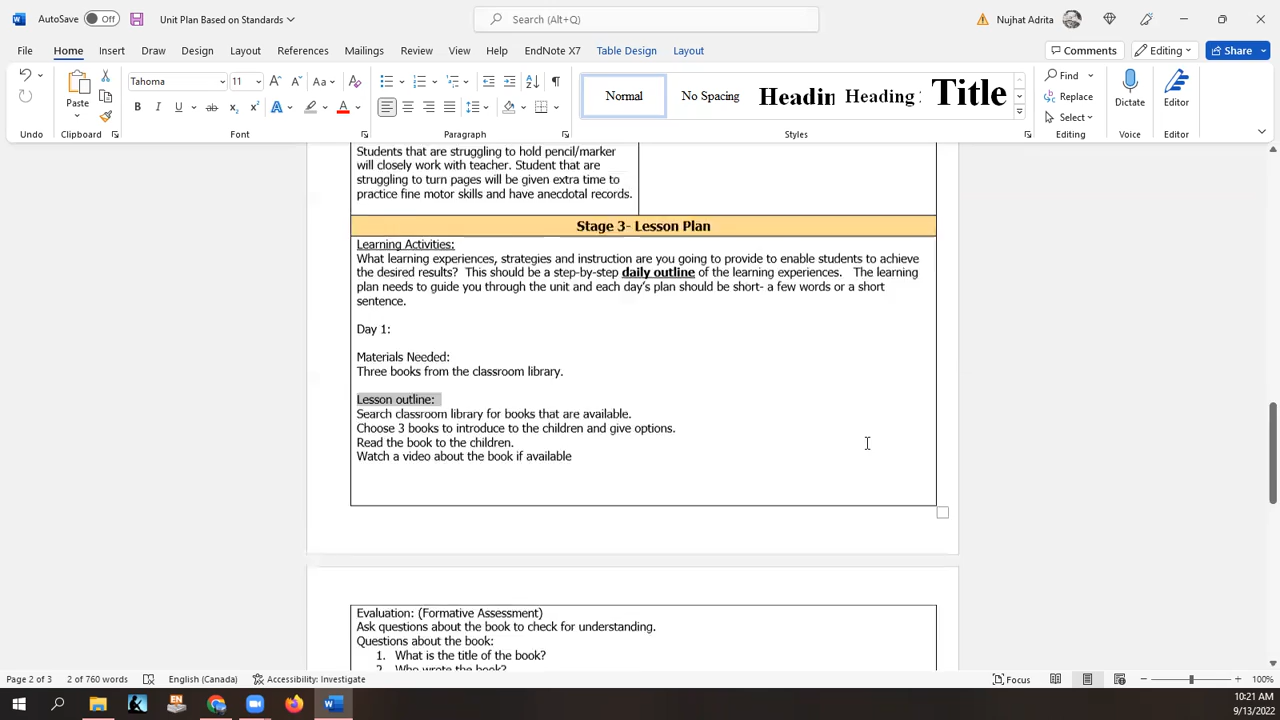 AutoSave Off Unit Plan Based on Standards Search (Alt+Q) Nujhat Adrita
File Home Insert Draw Design Layout References Mailings Review View Help EndNote X7 Table Design Layout Comments Editing Share
Tahoma 11 Aa Normal No Spacing Headin Heading Title Find
Paste B I U ab x₂ x² A A Replace Dictate Editor
Select
Undo Clipboard Font Paragraph Styles Editing Voice Editor
Students that are struggling to hold pencil/marker
will closely work with teacher. Student that are
struggling to turn pages will be given extra time to
practice fine motor skills and have anecdotal records.
Stage 3- Lesson Plan
Learning Activities:
What learning experiences, strategies and instruction are you going to provide to enable students to achieve
the desired results? This should be a step-by-step daily outline of the learning experiences. The learning
plan needs to guide you through the unit and each day's plan should be short- a few words or a short
sentence.
Day 1:
Materials Needed:
Three books from the classroom library.
Lesson outline:
Search classroom library for books that are available.
Choose 3 books to introduce to the children and give options.
Read the book to the children.
Watch a video about the book if available
Evaluation: (Formative Assessment)
Ask questions about the book to check for understanding.
Questions about the book:
1. What is the title of the book?
2. Who wrote the book?
Page 2 of 3 2 of 760 words English (Canada) Accessibility: Investigate Focus 100%
EN
10:21 AM
9/13/2022